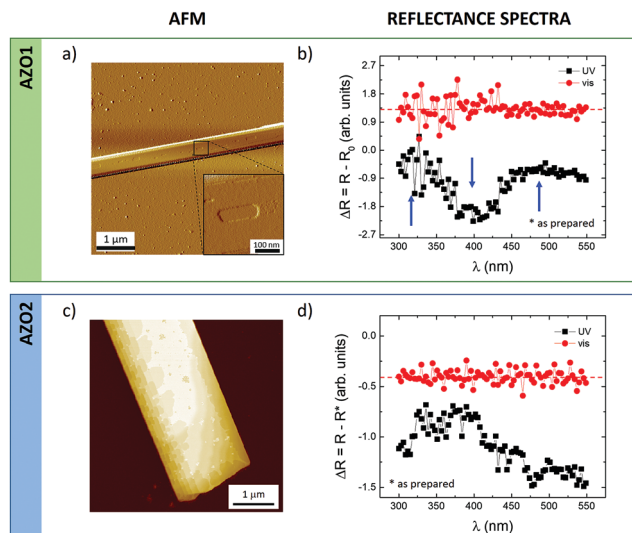 AFM
REFLECTANCE SPECTRA
AZO1
a)
1 µm
100 nm
b)
ΔR = R - R₀ (arb. units)
2.7
1.8
0.9
0.0
-0.9
-1.8
-2.7
UV
vis
* as prepared
300 350 400 450 500 550
λ (nm)
AZO2
c)
1 µm
d)
ΔR = R - R* (arb. units)
0.0
-0.5
-1.0
-1.5
UV
vis
* as prepared
300 350 400 450 500 550
λ (nm)